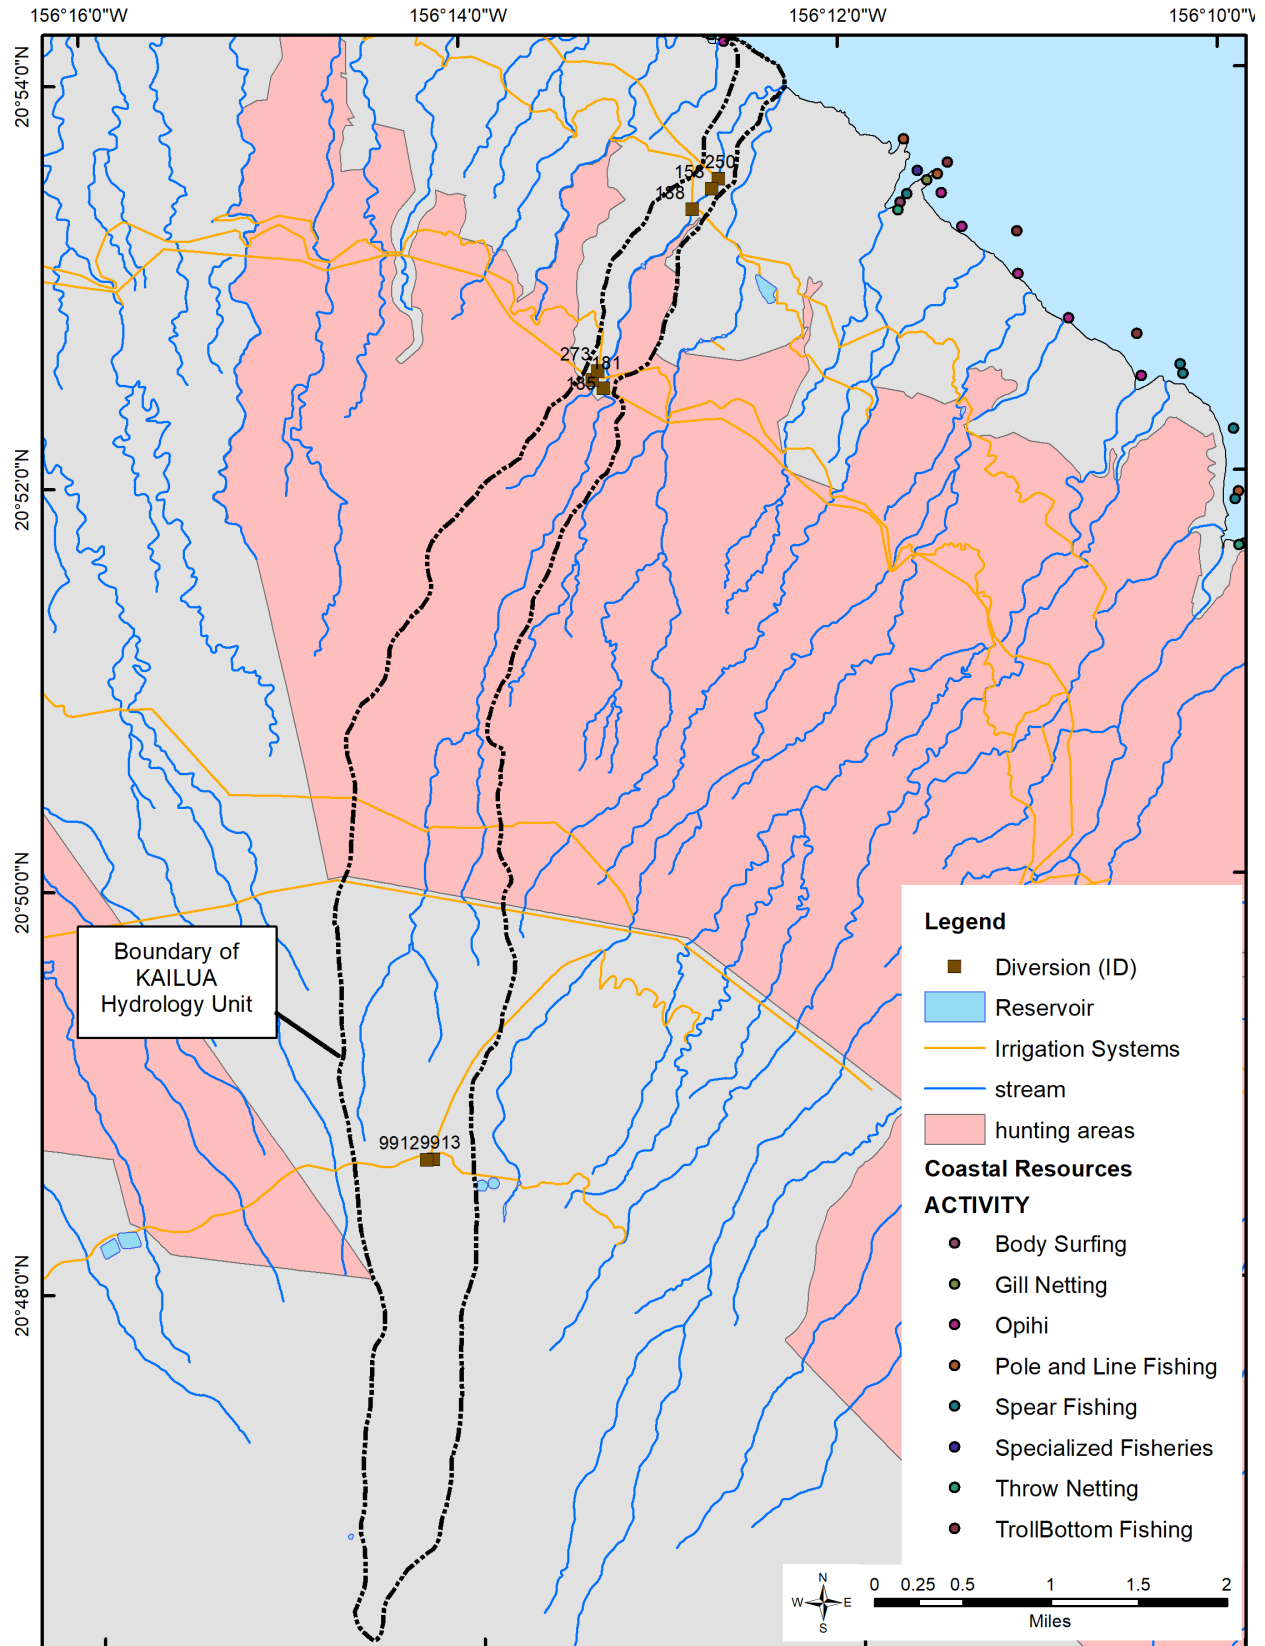 156°16'0"W
156°14'0"W
156°12'0"W
156°10'0"W
20°54'0"N
20°52'0"N
20°50'0"N
20°48'0"N
250
188
273
181
185
99129913
Boundary of
KAILUA
Hydrology Unit
Legend
Diversion (ID)
Reservoir
Irrigation Systems
stream
hunting areas
Coastal Resources
ACTIVITY
Body Surfing
Gill Netting
Opihi
Pole and Line Fishing
Spear Fishing
Specialized Fisheries
Throw Netting
TrollBottom Fishing
N
W
E
S
0 0.25 0.5 1 1.5 2
Miles